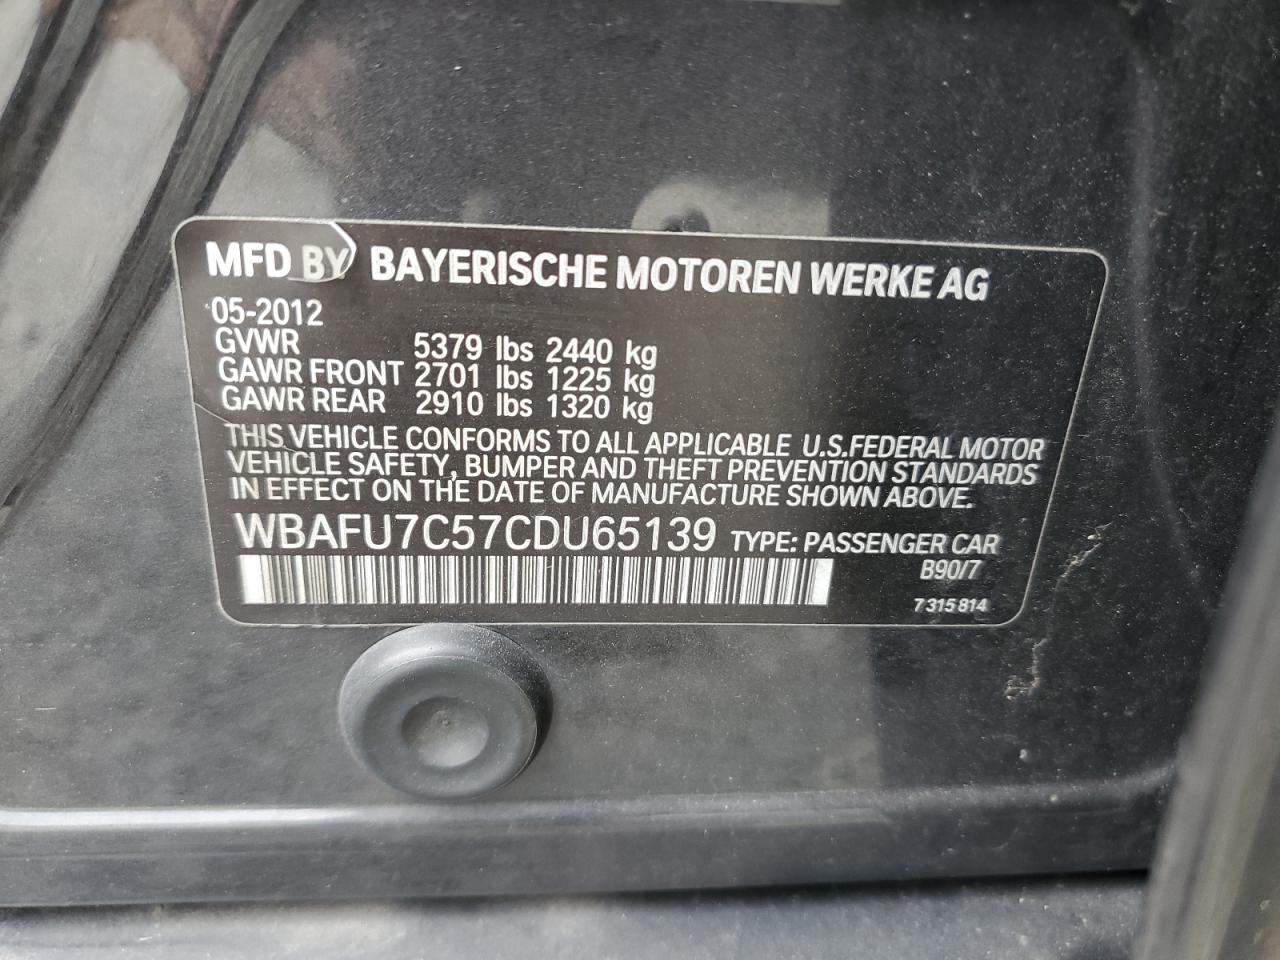 MFD BY BAYERISCHE MOTOREN WERKE AG
05-2012
GVWR 5379 lbs 2440 kg
GAWR FRONT 2701 lbs 1225 kg
GAWR REAR 2910 lbs 1320 kg
THIS VEHICLE CONFORMS TO ALL APPLICABLE U.S.FEDERAL MOTOR
VEHICLE SAFETY, BUMPER AND THEFT PREVENTION STANDARDS
IN EFFECT ON THE DATE OF MANUFACTURE SHOWN ABOVE.
WBAFU7C57CDU65139 TYPE: PASSENGER CAR
B90/7
7 315 814